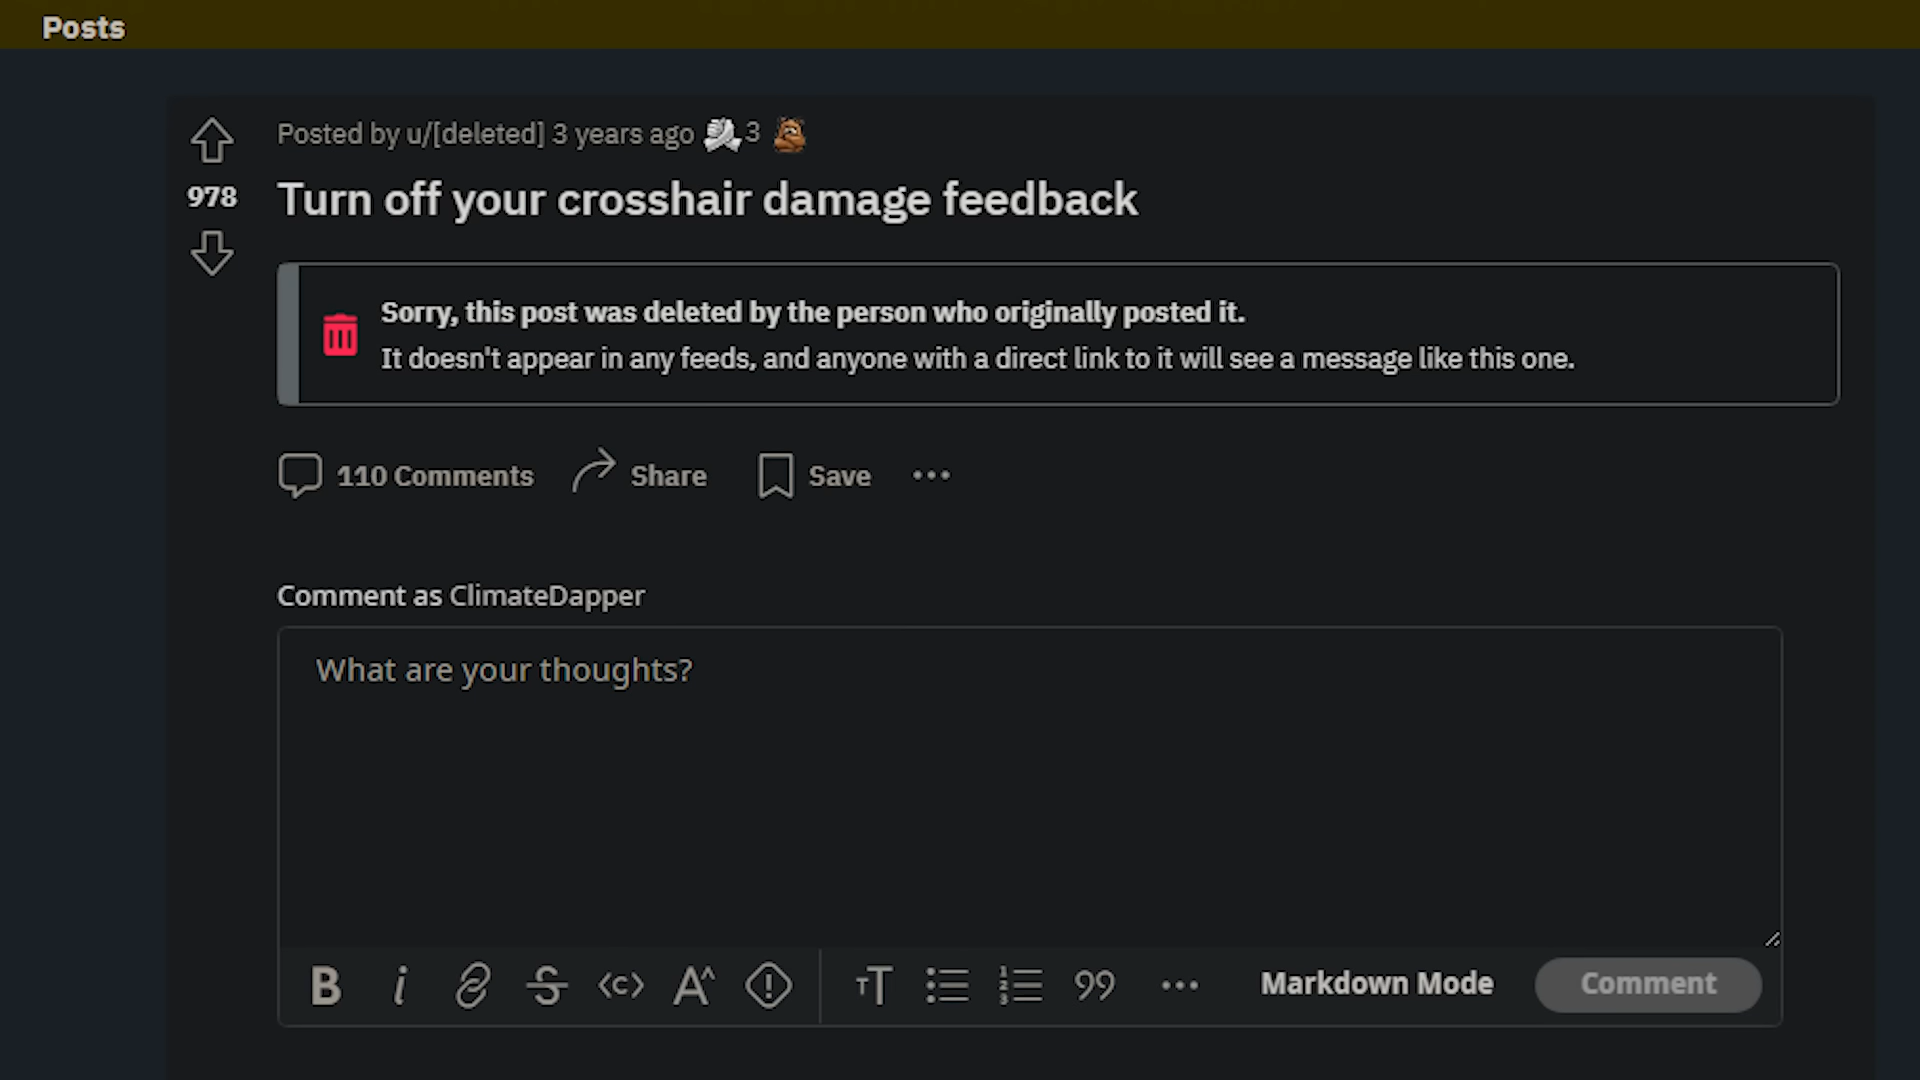 Posts
Posted by u/[deleted] 3 years ago 3
978
Turn off your crosshair damage feedback
Sorry, this post was deleted by the person who originally posted it.
It doesn't appear in any feeds, and anyone with a direct link to it will see a message like this one.
110 Comments Share Save
Comment as ClimateDapper
What are your thoughts?
Markdown Mode Comment